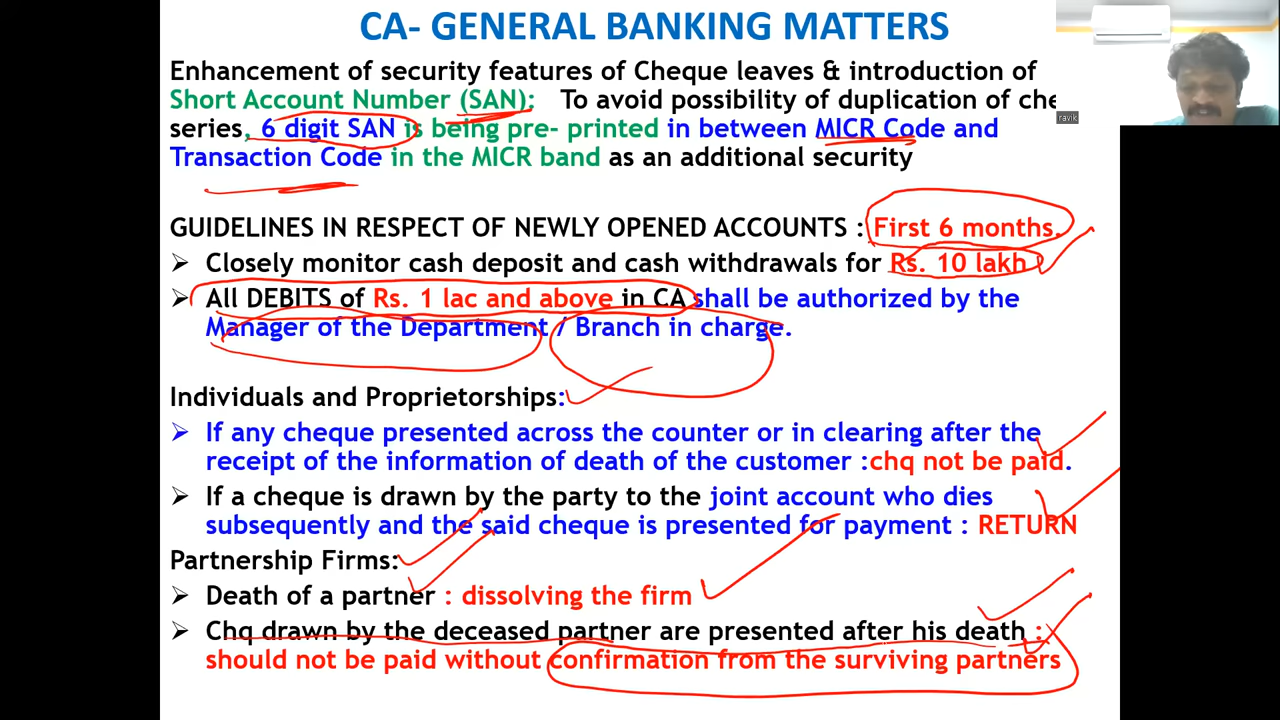 CA- GENERAL BANKING MATTERS
Enhancement of security features of Cheque leaves & introduction of
Short Account Number (SAN): To avoid possibility of duplication of che
series, 6 digit SAN is being pre- printed in between MICR Code and
Transaction Code in the MICR band as an additional security
GUIDELINES IN RESPECT OF NEWLY OPENED ACCOUNTS : First 6 months.
➢ Closely monitor cash deposit and cash withdrawals for Rs. 10 lakh
➢ All DEBITS of Rs. 1 lac and above in CA shall be authorized by the
Manager of the Department / Branch in charge.
Individuals and Proprietorships:
➢ If any cheque presented across the counter or in clearing after the
receipt of the information of death of the customer :chq not be paid.
➢ If a cheque is drawn by the party to the joint account who dies
subsequently and the said cheque is presented for payment : RETURN
Partnership Firms:
➢ Death of a partner : dissolving the firm
➢ Chq drawn by the deceased partner are presented after his death :
should not be paid without confirmation from the surviving partners
ravik